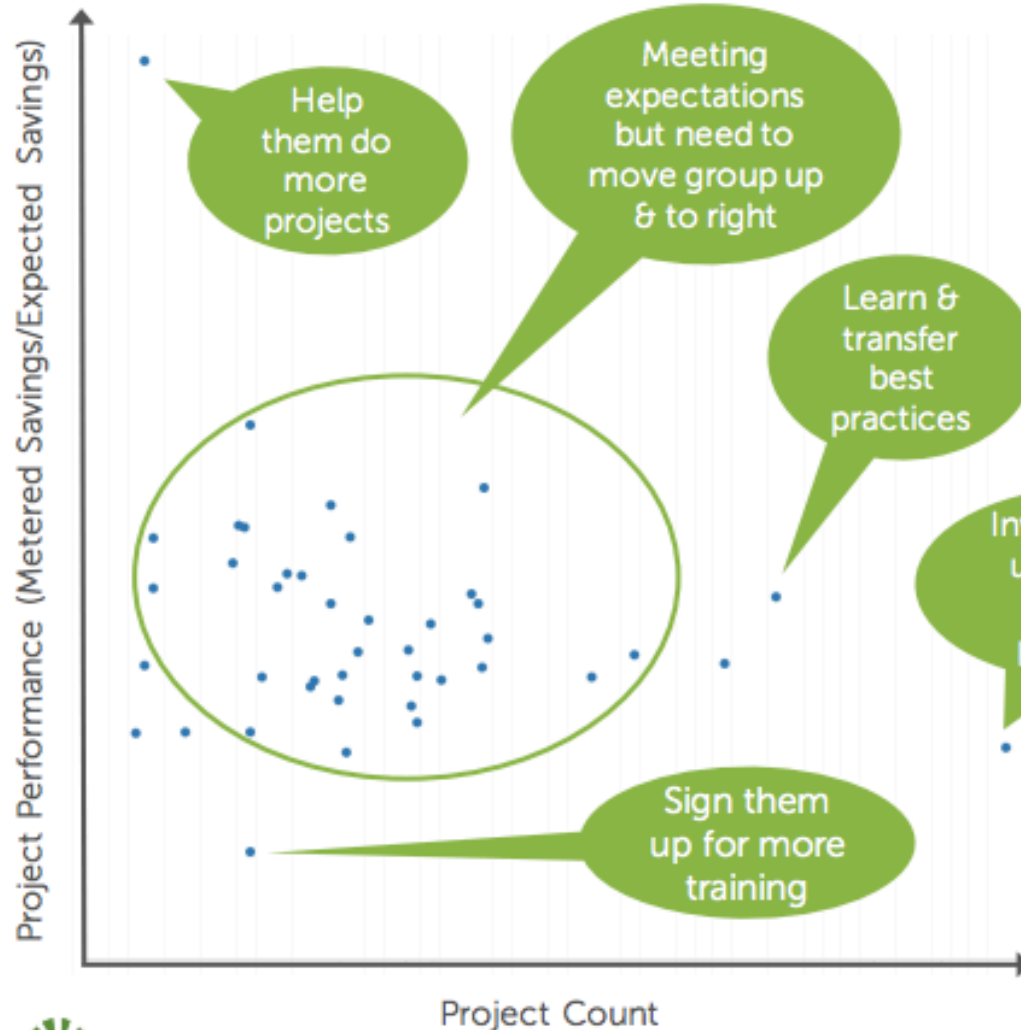 Project Performance (Metered Savings/Expected Savings)
Help
them do
more
projects
Meeting
expectations
but need to
move group up
& to right
Learn &
transfer
best
practices
Sign them
up for more
training
Project Count